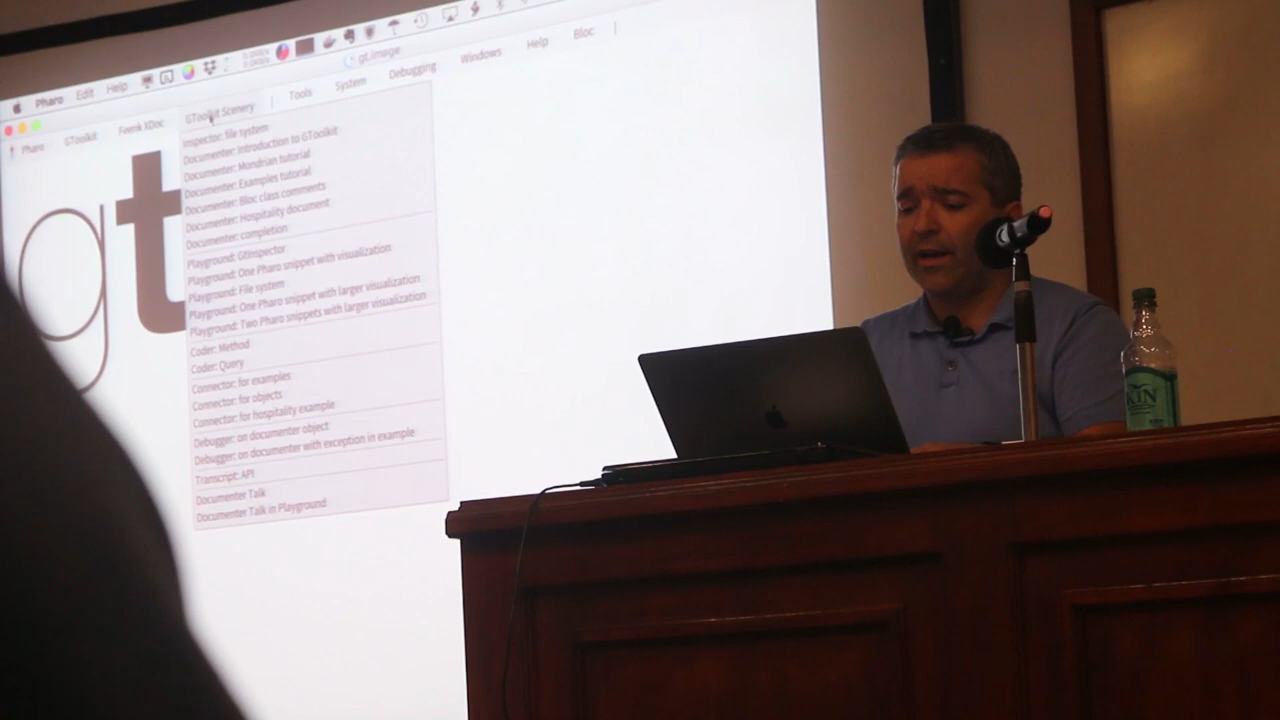 Pharo Edit Help
gt.image
Pharo GToolkit Feenk XDoc GToolkit Scenery Tools System Debugging Windows Help Bloc
gt
Inspector: file system
Documenter: Introduction to GToolkit
Documenter: Mondrian tutorial
Documenter: Examples tutorial
Documenter: Bloc class comments
Documenter: Hospitality document
Documenter: completion
Playground: GtInspector
Playground: One Pharo snippet with visualization
Playground: File system
Playground: One Pharo snippet with larger visualization
Playground: Two Pharo snippets with larger visualization
Coder: Method
Coder: Query
Connector: for examples
Connector: for objects
Connector: for hospitality example
Debugger: on documenter object
Debugger: on documenter with exception in example
Transcript: API
Documenter Talk
Documenter Talk in Playground
KIN